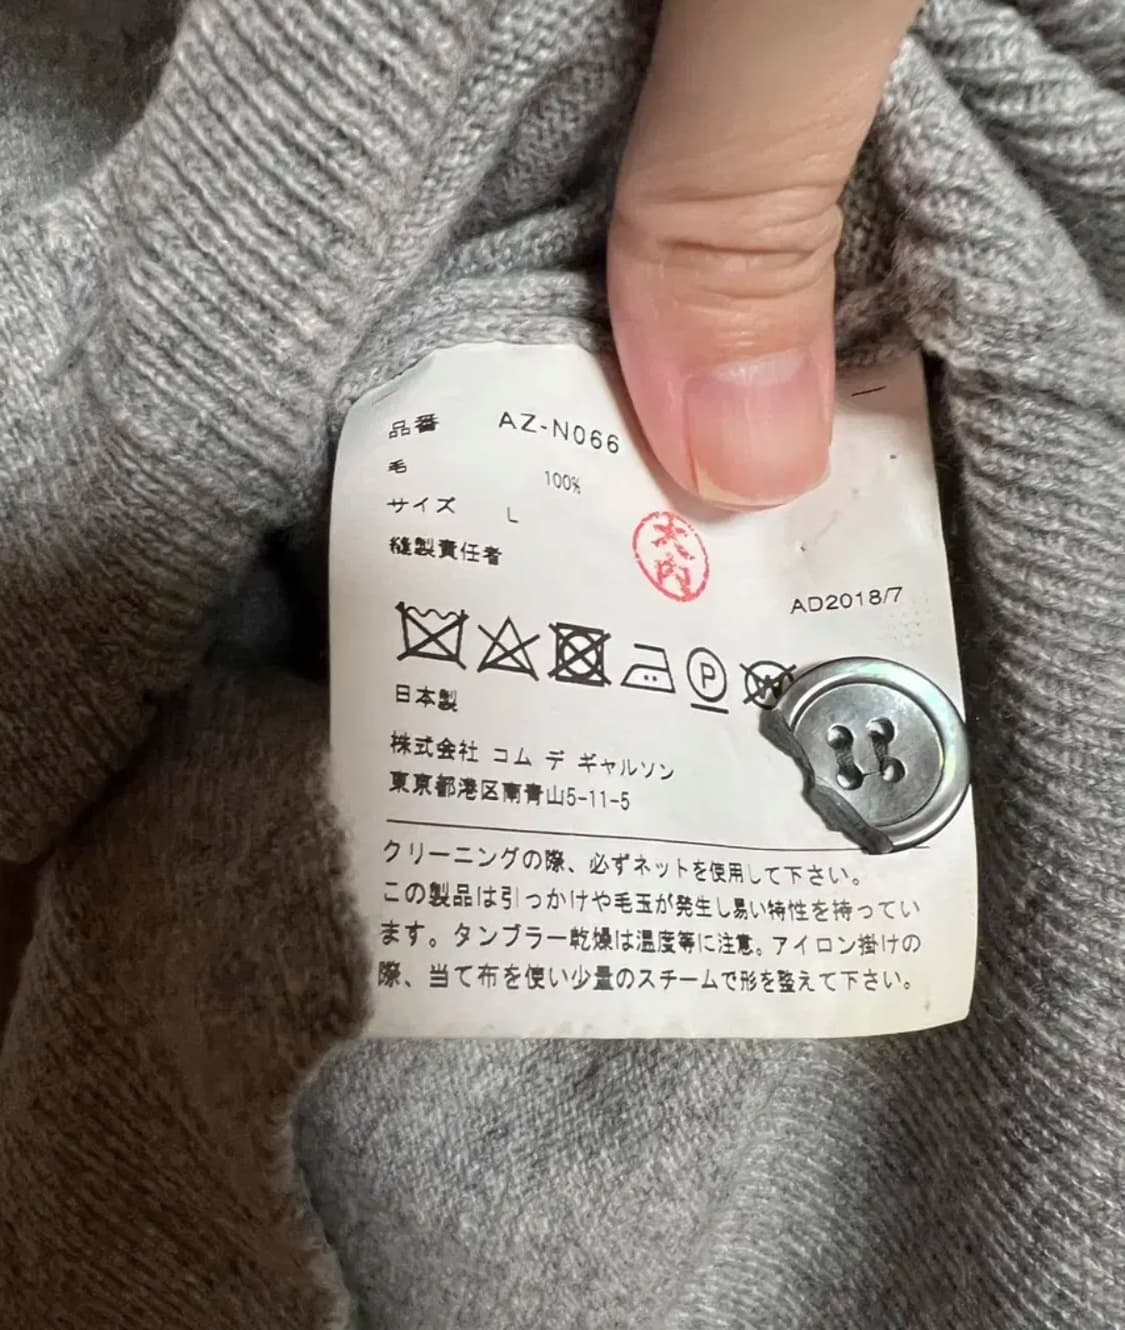 品番 AZ-N066
毛 100%
サイズ L
縫製責任者
大内
AD2018/7
P
W
日本製
株式会社 コム デ ギャルソン
東京都港区南青山5-11-5
クリーニングの際、必ずネットを使用して下さい。
この製品は引っかけや毛玉が発生し易い特性を持ってい
ます。タンブラー乾燥は温度等に注意。アイロン掛けの
際、当て布を使い少量のスチームで形を整えて下さい。